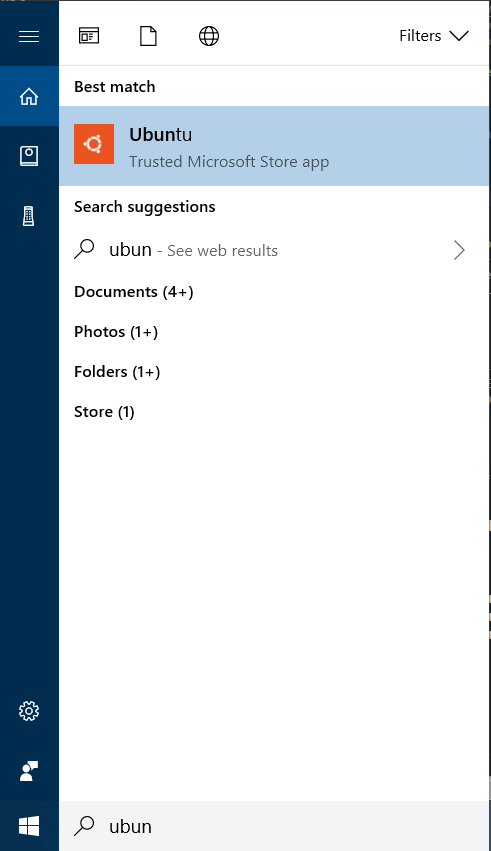 Filters
Best match
Ubuntu
Trusted Microsoft Store app
Search suggestions
ubun - See web results
Documents (4+)
Photos (1+)
Folders (1+)
Store (1)
ubun